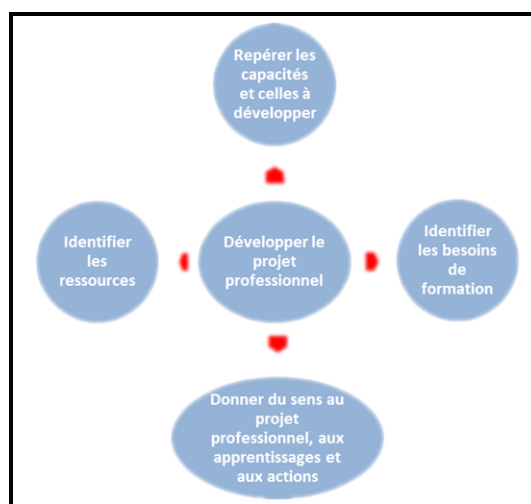 Repérer les
capacités
et celles à
développer
Identifier
les
ressources
Développer le
projet
professionnel
Identifier
les besoins
de
formation
Donner du sens au
projet
professionnel, aux
apprentissages et
aux actions